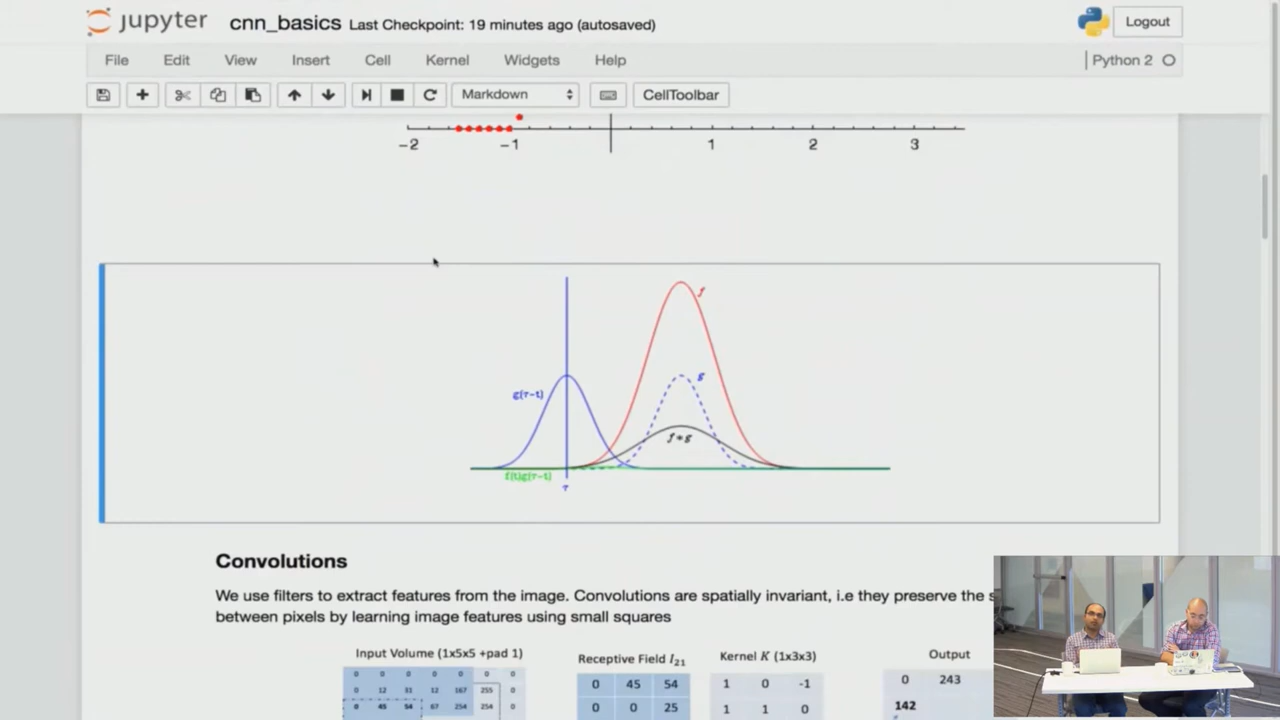 jupyter cnn_basics Last Checkpoint: 19 minutes ago (autosaved) Logout
File Edit View Insert Cell Kernel Widgets Help Python 2
Markdown CellToolbar
-2 -1 1 2 3
f
g
g(τ-t)
f*g
f(t)g(τ-t)
τ
Convolutions
We use filters to extract features from the image. Convolutions are spatially invariant, i.e they preserve the s
between pixels by learning image features using small squares
Input Volume (1x5x5 +pad 1) Receptive Field I21 Kernel K (1x3x3) Output
0 0 0 0 0 0 0
0 12 31 12 167 255 0
0 45 54 67 254 254 0
0 45 54 1 0 -1 0 243
0 0 25 1 1 0 142